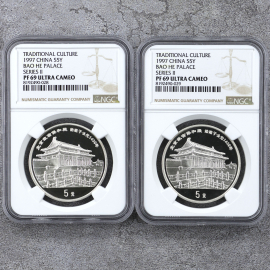 TRADITIONAL CULTURE
1997 CHINA S5Y
BAO HE PALACE
SERIES II
PF 69 ULTRA CAMEO
NUMISMATIC GUARANTY COMPANY
NGC
5元
TRADITIONAL CULTURE
1997 CHINA S5Y
BAO HE PALACE
SERIES II
PF 69 ULTRA CAMEO
NUMISMATIC GUARANTY COMPANY
NGC
5元